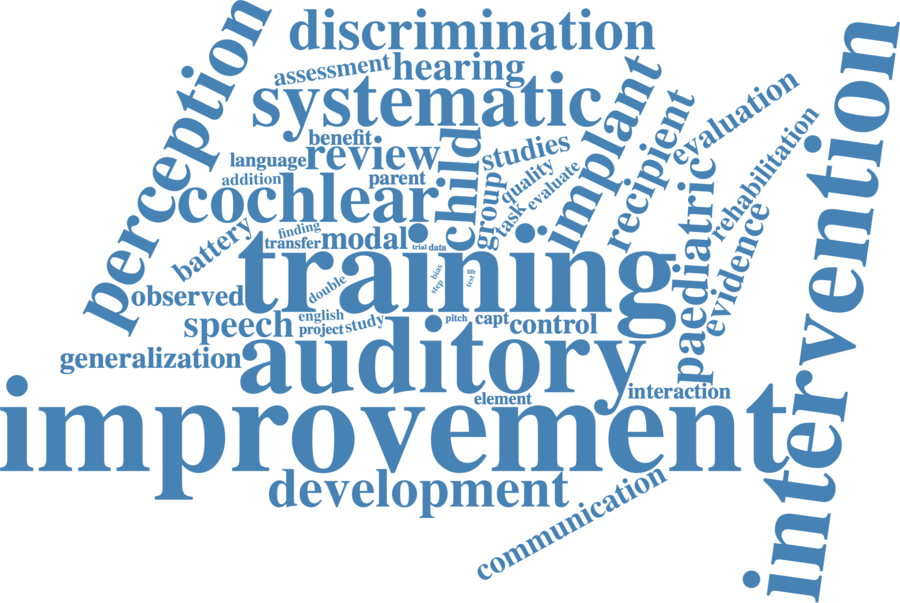 discrimination
perception
assessment
hearing
systematic
implant
benefit
review
child
studies
recipient
evaluation
intervention
language
addition
parent
cochlear
group
quality
task
evaluate
paediatric
rehabilitation
evidence
battery
finding
transfer
modal
trial
data
training
bias
step
life
test
double
observed
speech
english
project
study
pitch
capt
control
generalization
auditory
element
interaction
improvement
development
communication